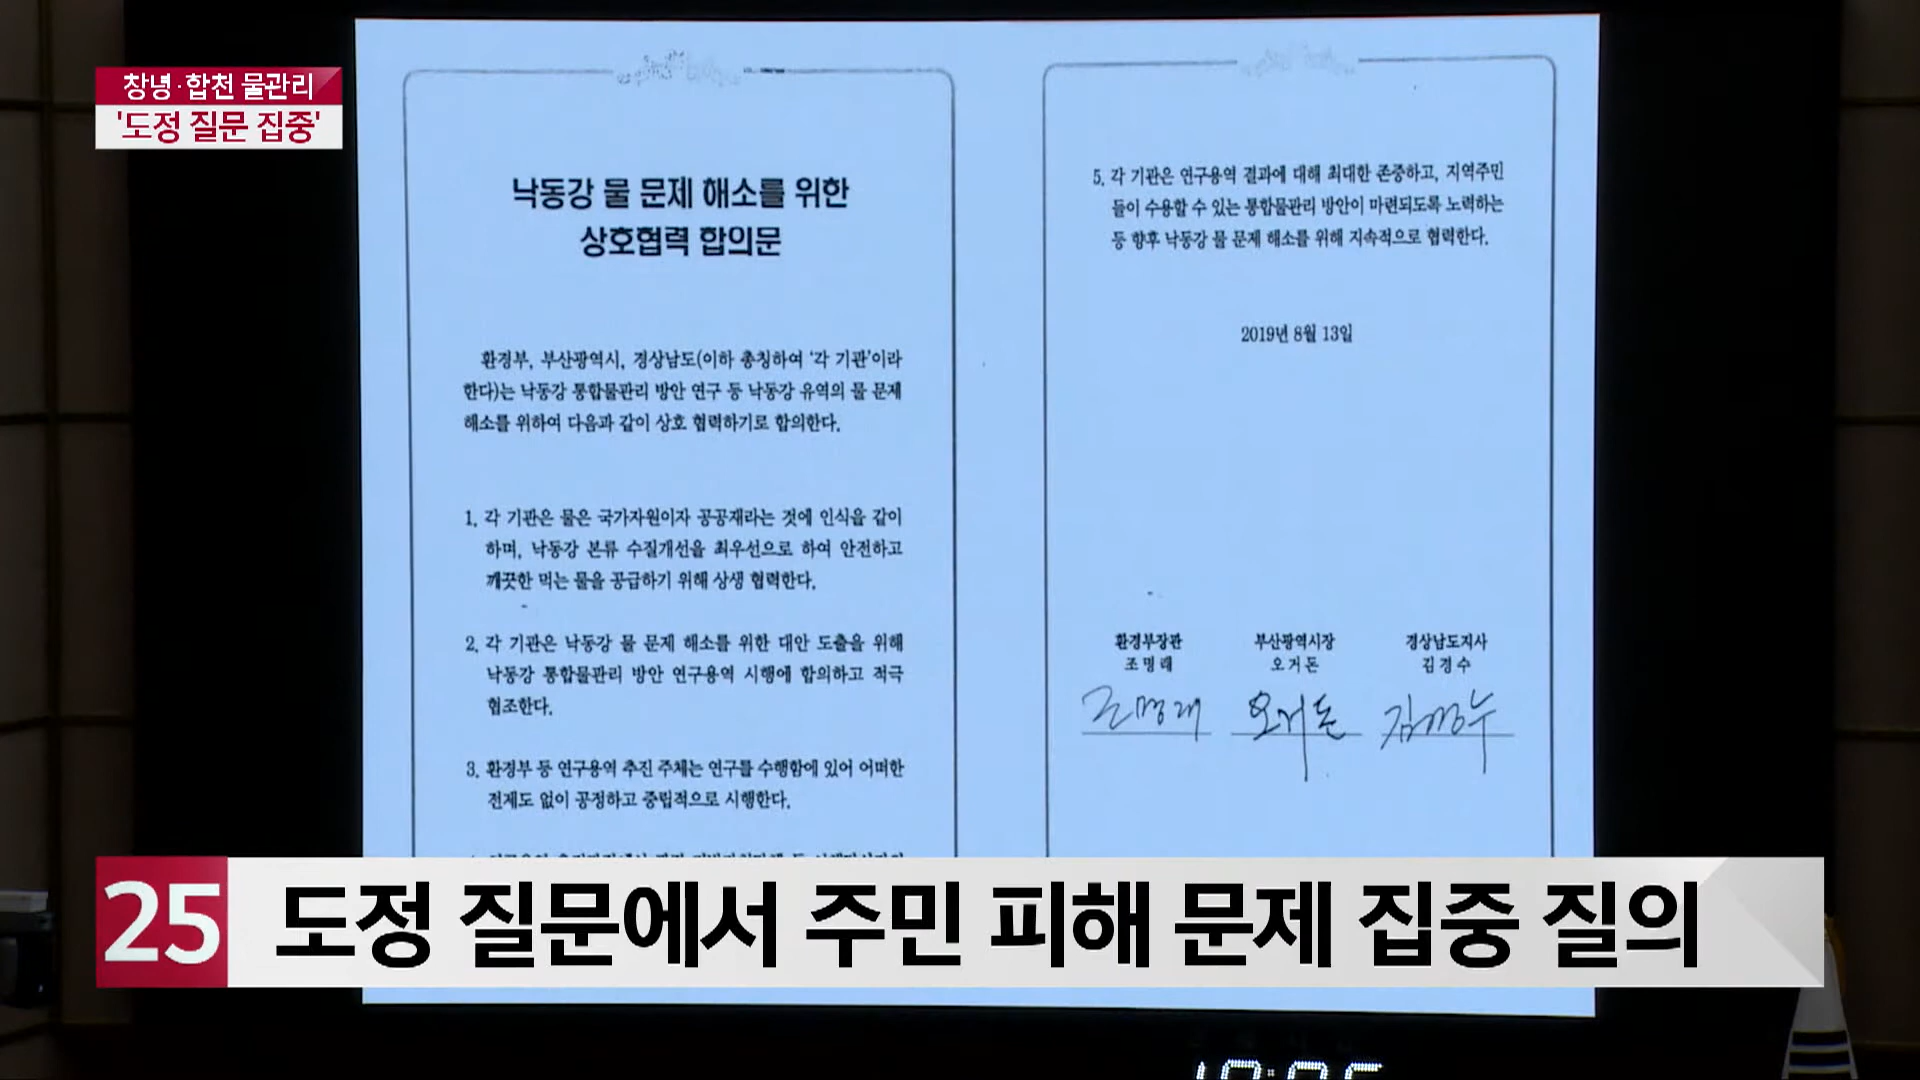 창녕·합천 물관리
'도정 질문 집중'
낙동강 물 문제 해소를 위한
상호협력 합의문
환경부, 부산광역시, 경상남도(이하 총칭하여 '각 기관'이라
한다)는 낙동강 통합물관리 방안 연구 등 낙동강 유역의 물 문제
해소를 위하여 다음과 같이 상호 협력하기로 합의한다.
1. 각 기관은 물은 국가자원이자 공공재라는 것에 인식을 같이
하며, 낙동강 본류 수질개선을 최우선으로 하여 안전하고
깨끗한 먹는 물을 공급하기 위해 상생 협력한다.
2. 각 기관은 낙동강 물 문제 해소를 위한 대안 도출을 위해
낙동강 통합물관리 방안 연구용역 시행에 합의하고 적극
협조한다.
3. 환경부 등 연구용역 추진 주체는 연구를 수행함에 있어 어떠한
전제도 없이 공정하고 중립적으로 시행한다.
5. 각 기관은 연구용역 결과에 대해 최대한 존중하고, 지역주민
들이 수용할 수 있는 통합물관리 방안이 마련되도록 노력하는
등 향후 낙동강 물 문제 해소를 위해 지속적으로 협력한다.
2019년 8월 13일
환경부장관 부산광역시장 경상남도지사
조명래 오거돈 김경수
조명래 오거돈 김경수
25 도정 질문에서 주민 피해 문제 집중 질의